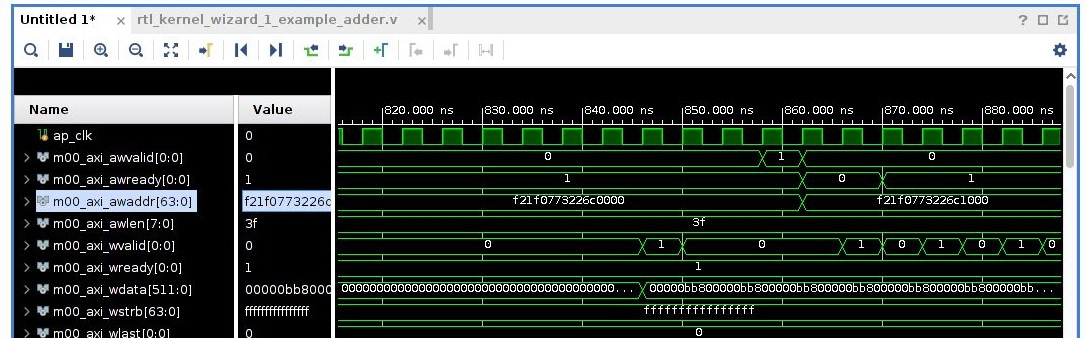 Untitled 1* × rtl_kernel_wizard_1_example_adder.v ×
Name Value
820.000 ns 830.000 ns 840.000 ns 850.000 ns 860.000 ns 870.000 ns 880.000 ns
ap_clk 0
m00_axi_awvalid[0:0] 0 0 1 0
m00_axi_awready[0:0] 1 1 0 1
m00_axi_awaddr[63:0] f21f0773226c f21f0773226c0000 f21f0773226c1000
m00_axi_awlen[7:0] 3f 3f
m00_axi_wvalid[0:0] 0 0 1 0 1 0 1 0 1 0
m00_axi_wready[0:0] 1 1
m00_axi_wdata[511:0] 00000bb800 00000000000000000000000000000000000... 00000bb800000bb800000bb800000bb800000bb800000bb...
m00_axi_wstrb[63:0] ffffffffffffffff ffffffffffffffff
m00_axi_wlast[0:0] 0 0